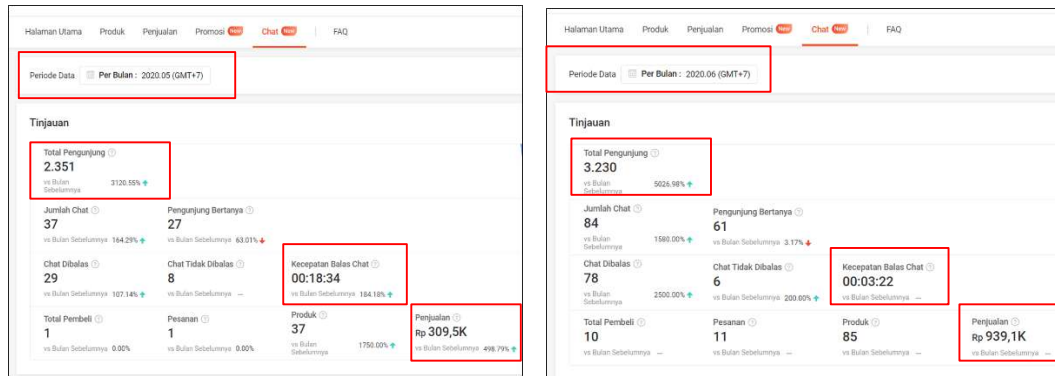 Halaman Utama Produk Penjualan Promosi New Chat New FAQ
Periode Data Per Bulan : 2020.05 (GMT+7)
Tinjauan
Total Pengunjung
2.351
vs Bulan Sebelumnya 3120.55%
Jumlah Chat Pengunjung Bertanya
37 27
vs Bulan Sebelumnya 164.29% vs Bulan Sebelumnya 63.01%
Chat Dibalas Chat Tidak Dibalas Kecepatan Balas Chat
29 8 00:18:34
vs Bulan Sebelumnya 107.14% vs Bulan Sebelumnya -- vs Bulan Sebelumnya 184.18%
Total Pembeli Pesanan Produk Penjualan
1 1 37 Rp 309,5K
vs Bulan Sebelumnya 0.00% vs Bulan Sebelumnya 0.00% vs Bulan Sebelumnya 1750.00% vs Bulan Sebelumnya 498.79%
Halaman Utama Produk Penjualan Promosi New Chat New FAQ
Periode Data Per Bulan : 2020.06 (GMT+7)
Tinjauan
Total Pengunjung
3.230
vs Bulan Sebelumnya 5026.98%
Jumlah Chat Pengunjung Bertanya
84 61
vs Bulan Sebelumnya 1580.00% vs Bulan Sebelumnya 3.17%
Chat Dibalas Chat Tidak Dibalas Kecepatan Balas Chat
78 6 00:03:22
vs Bulan Sebelumnya 2500.00% vs Bulan Sebelumnya 200.00% vs Bulan Sebelumnya --
Total Pembeli Pesanan Produk Penjualan
10 11 85 Rp 939,1K
vs Bulan Sebelumnya -- vs Bulan Sebelumnya -- vs Bulan Sebelumnya -- vs Bulan Sebelumnya --